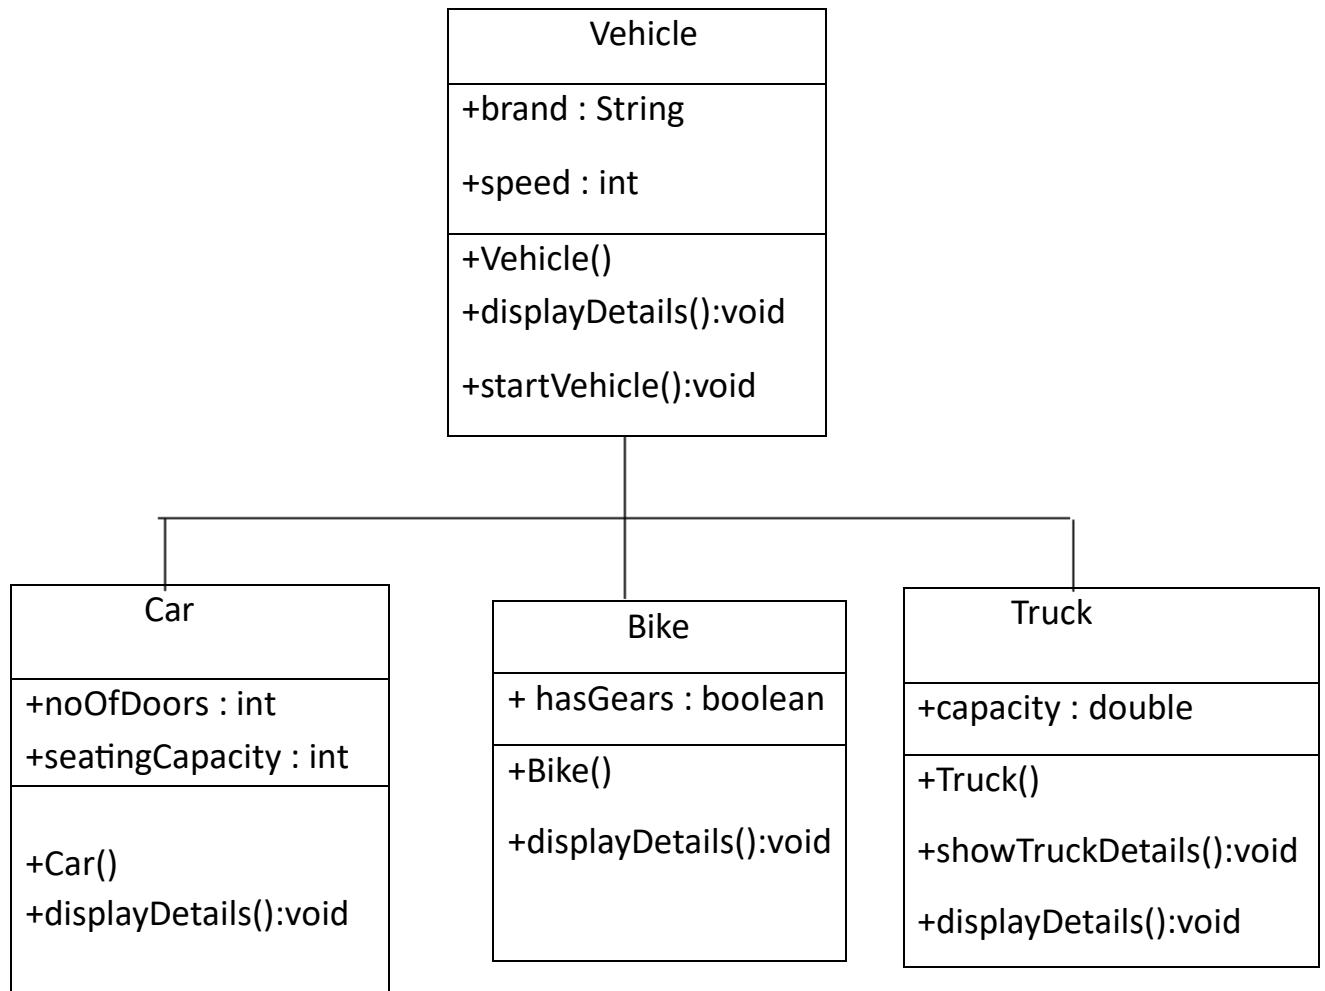 Vehicle
+brand : String
+speed : int
+Vehicle()
+displayDetails():void
+startVehicle():void
Car
+noOfDoors : int
+seatingCapacity : int
+Car()
+displayDetails():void
Bike
+ hasGears : boolean
+Bike()
+displayDetails():void
Truck
+capacity : double
+Truck()
+showTruckDetails():void
+displayDetails():void